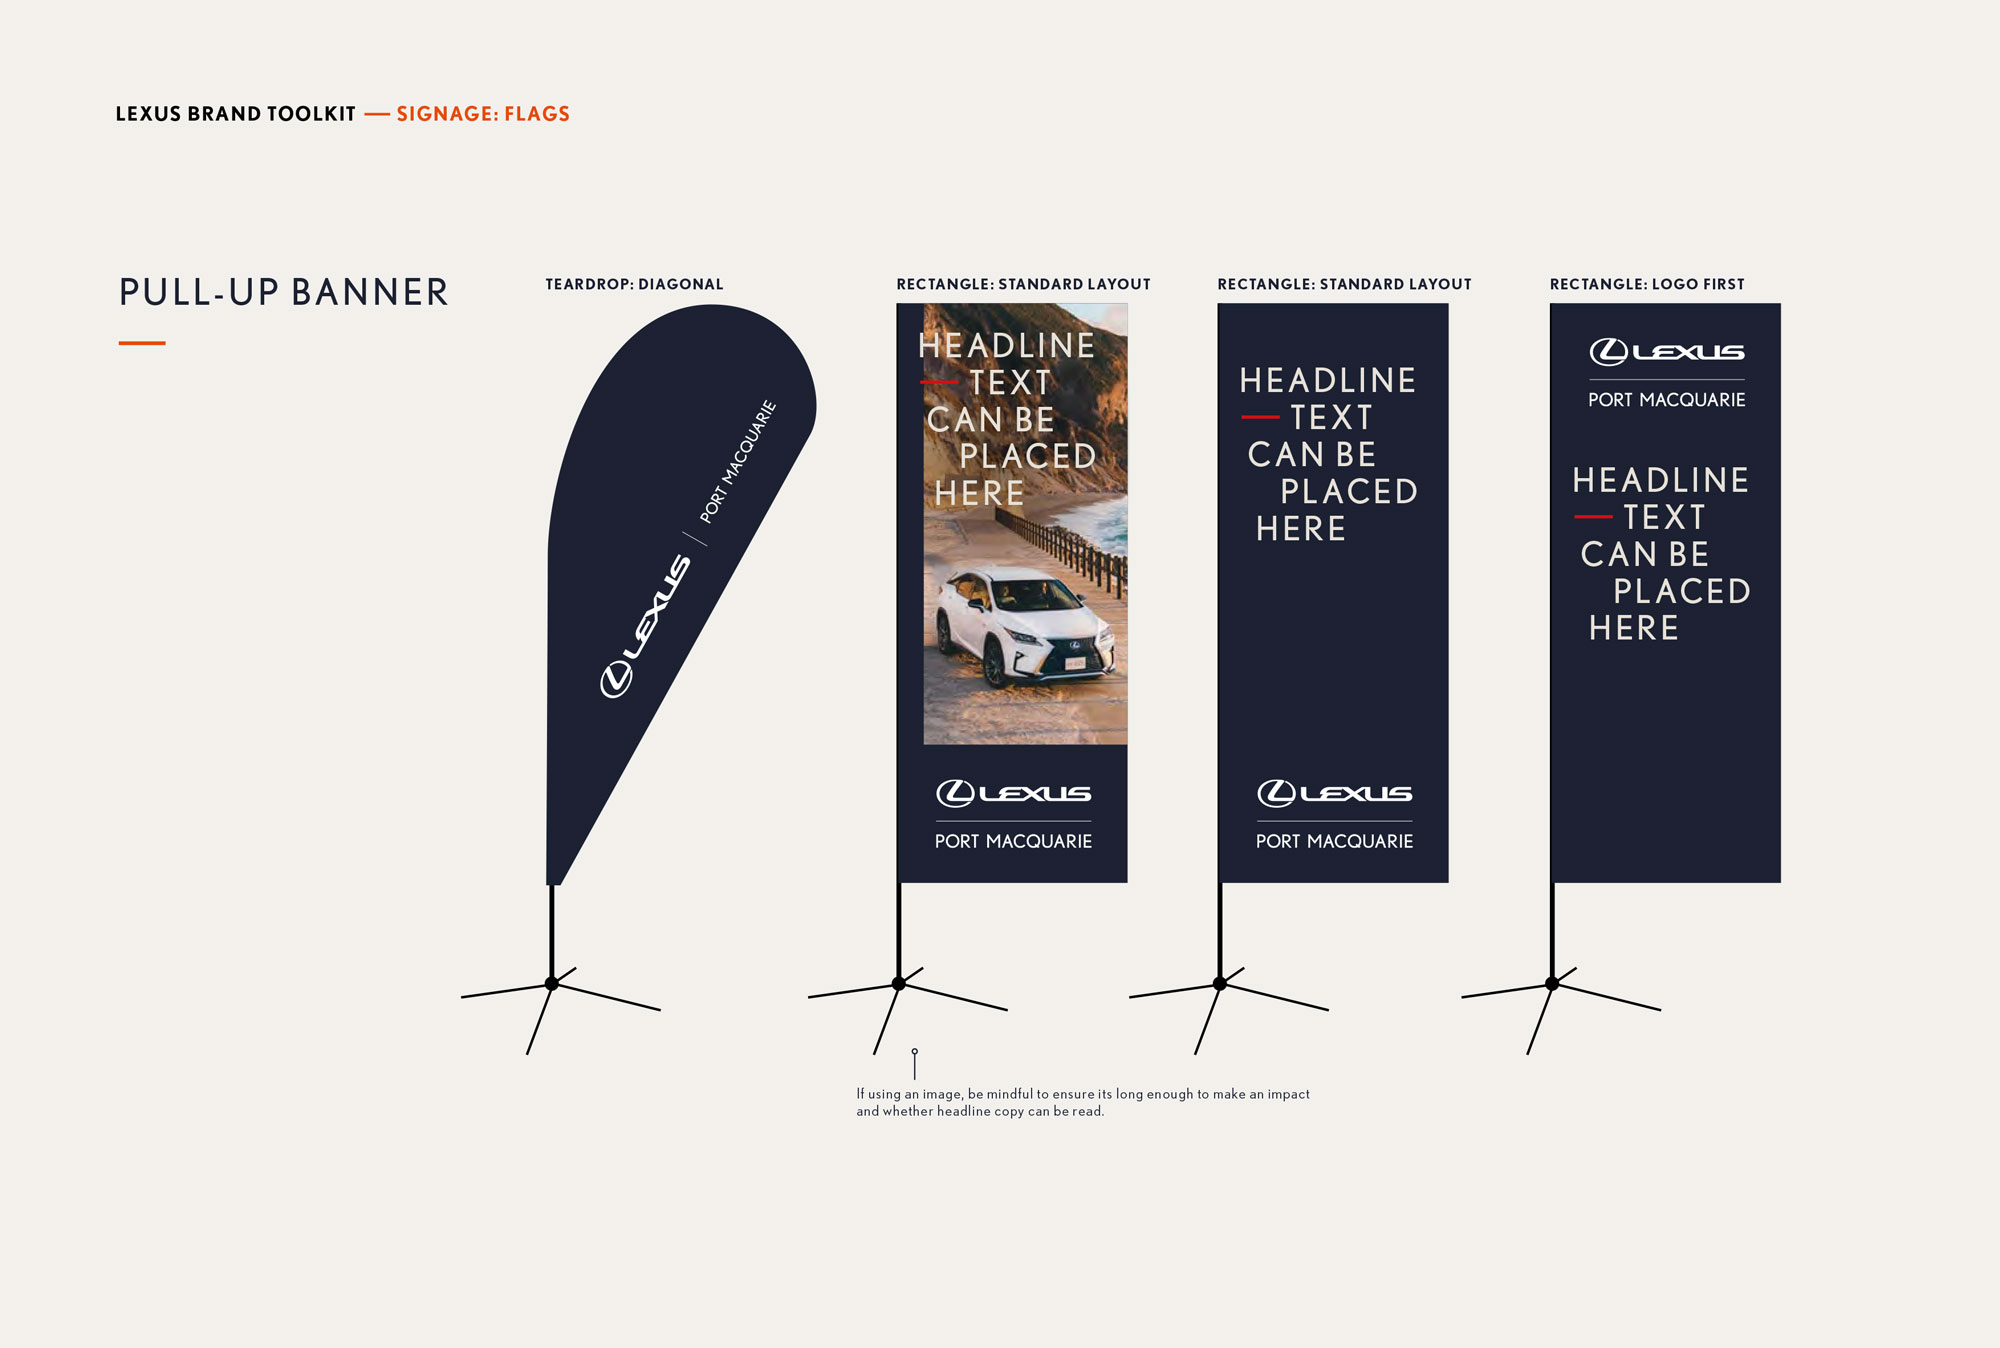 LEXUS BRAND TOOLKIT — SIGNAGE: FLAGS
PULL-UP BANNER
TEARDROP: DIAGONAL
LEXUS | PORT MACQUARIE
RECTANGLE: STANDARD LAYOUT
HEADLINE
— TEXT
CAN BE
PLACED
HERE
LEXUS
PORT MACQUARIE
RECTANGLE: STANDARD LAYOUT
HEADLINE
— TEXT
CAN BE
PLACED
HERE
LEXUS
PORT MACQUARIE
RECTANGLE: LOGO FIRST
LEXUS
PORT MACQUARIE
HEADLINE
— TEXT
CAN BE
PLACED
HERE
If using an image, be mindful to ensure its long enough to make an impact
and whether headline copy can be read.